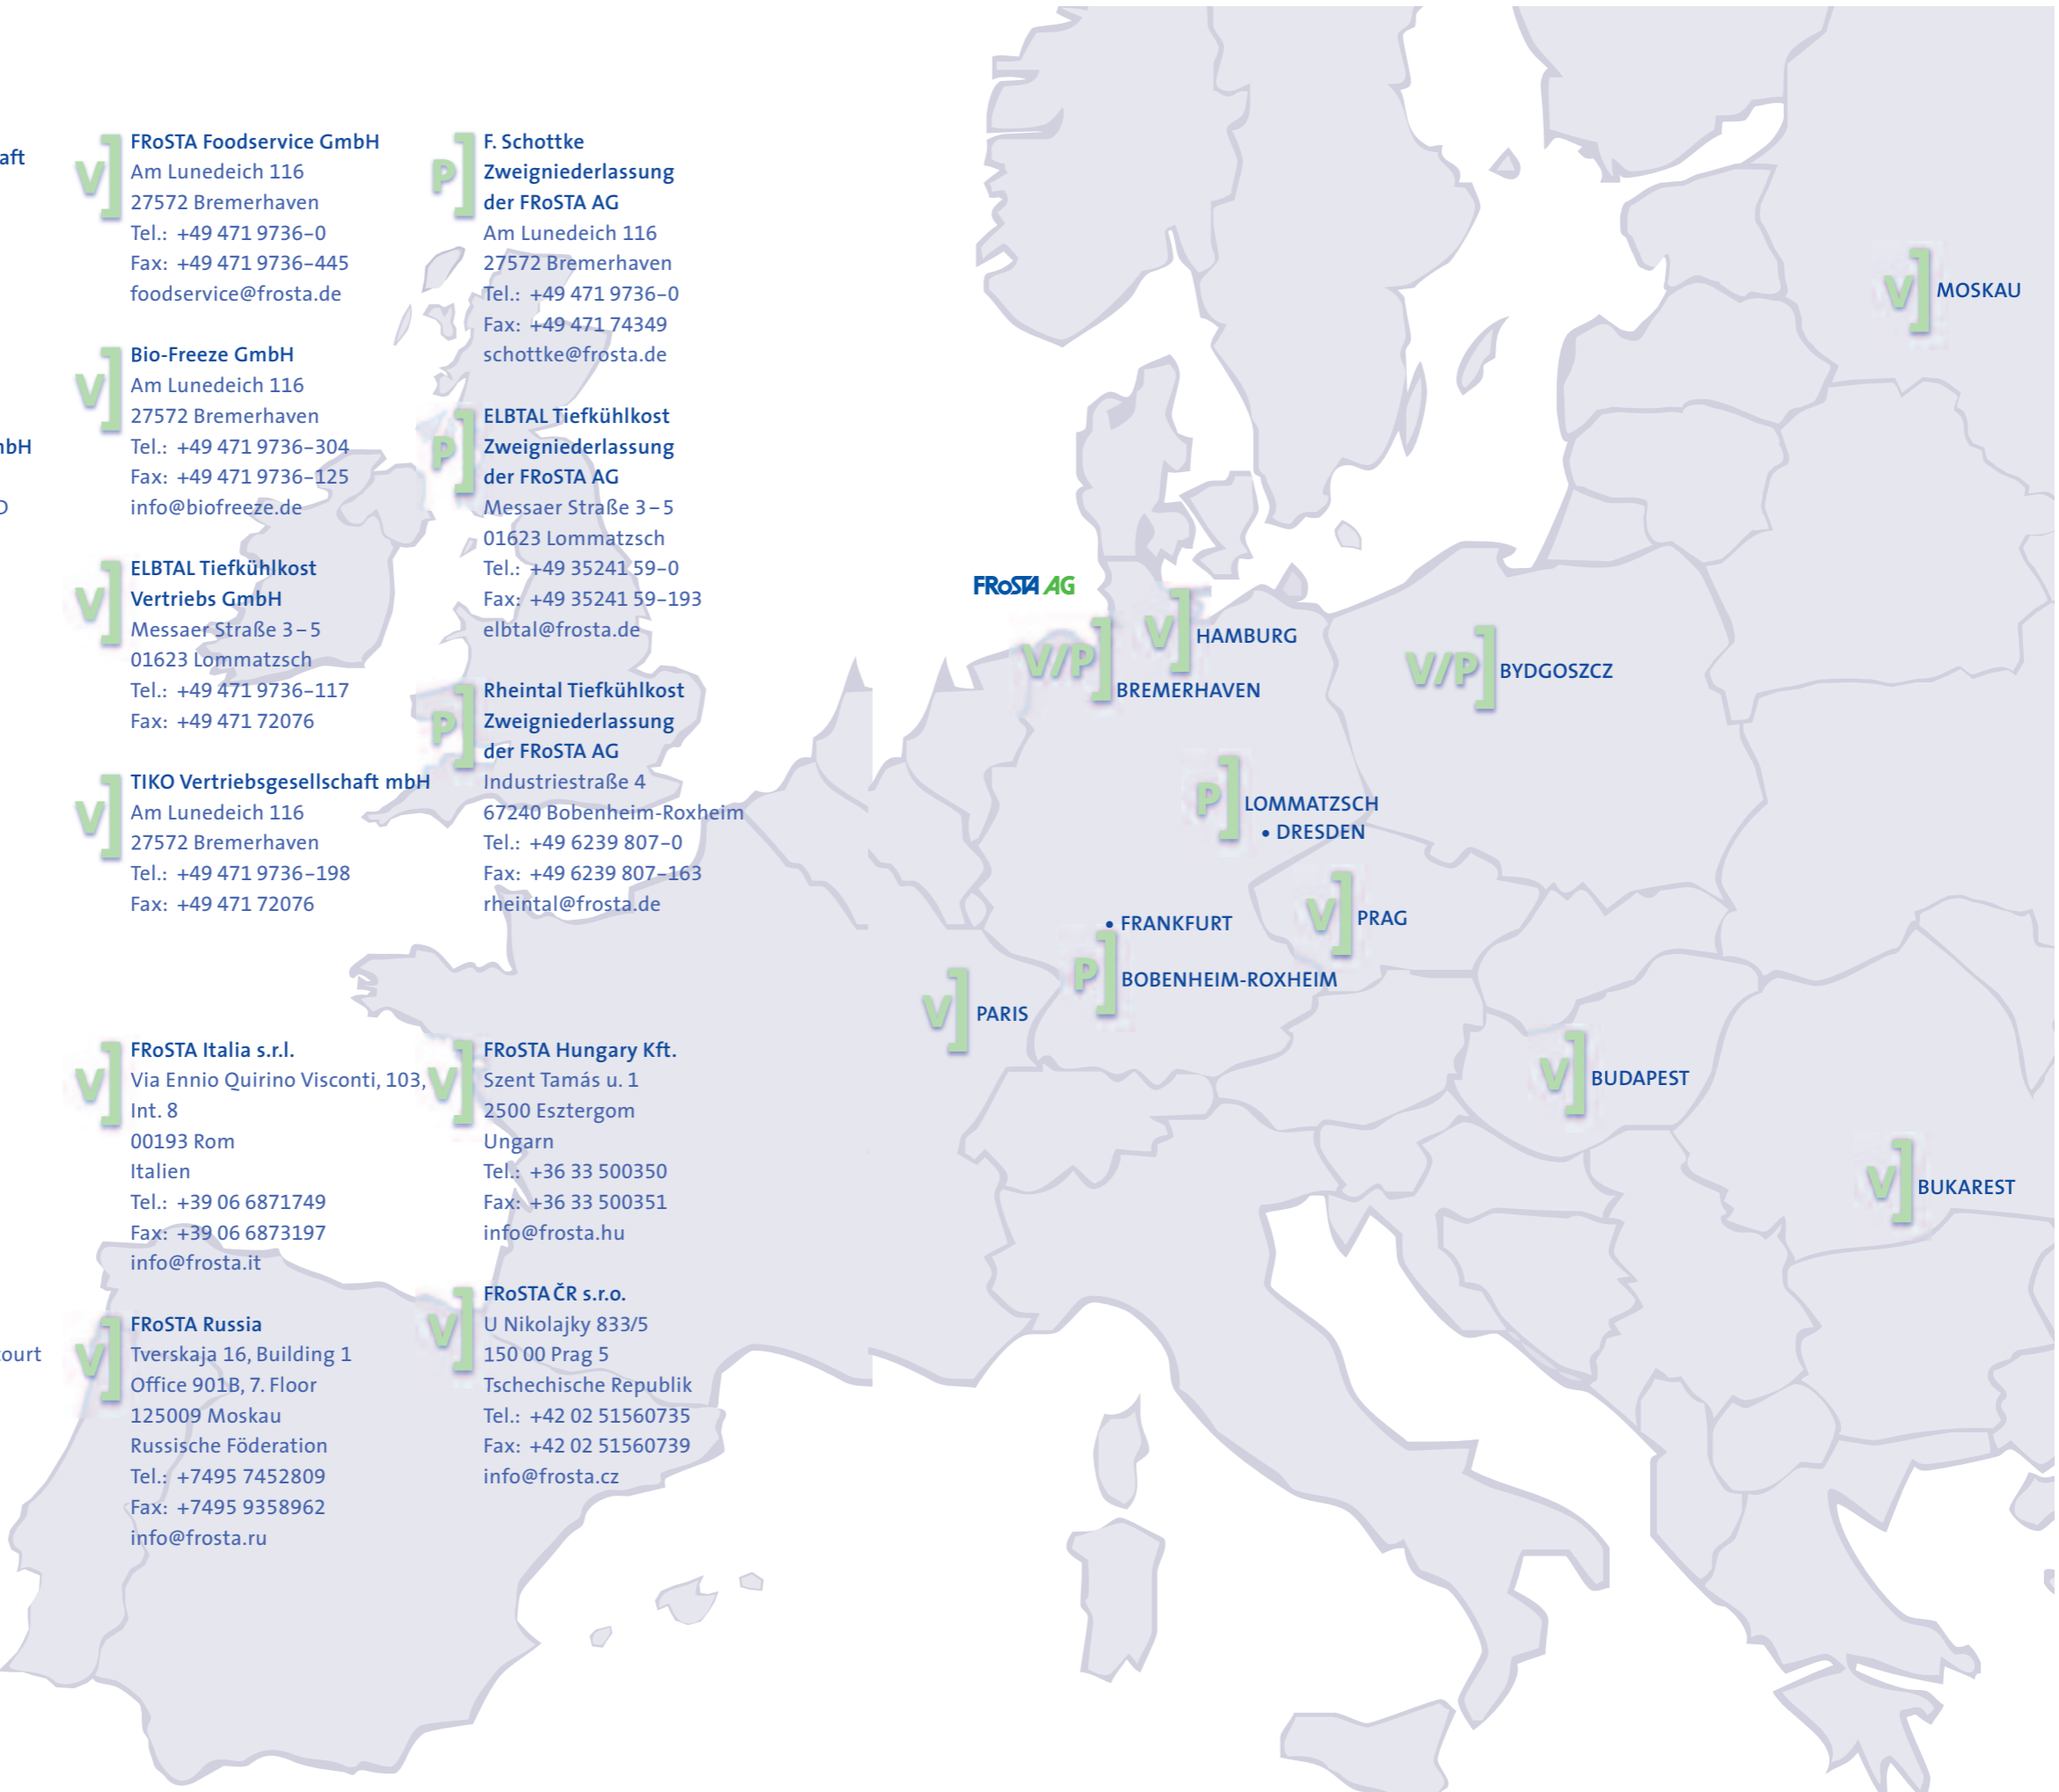 aft
mbH
D
court
V]
FRoSTA Foodservice GmbH
Am Lunedeich 116
27572 Bremerhaven
Tel.: +49 471 9736–0
Fax: +49 471 9736–445
foodservice@frosta.de
V]
Bio-Freeze GmbH
Am Lunedeich 116
27572 Bremerhaven
Tel.: +49 471 9736–304
Fax: +49 471 9736–125
info@biofreeze.de
V]
ELBTAL Tiefkühlkost
Vertriebs GmbH
Messaer Straße 3–5
01623 Lommatzsch
Tel.: +49 471 9736–117
Fax: +49 471 72076
V]
TIKO Vertriebsgesellschaft mbH
Am Lunedeich 116
27572 Bremerhaven
Tel.: +49 471 9736–198
Fax: +49 471 72076
V]
FRoSTA Italia s.r.l.
Via Ennio Quirino Visconti, 103,
Int. 8
00193 Rom
Italien
Tel.: +39 06 6871749
Fax: +39 06 6873197
info@frosta.it
V]
FRoSTA Russia
Tverskaja 16, Building 1
Office 901B, 7. Floor
125009 Moskau
Russische Föderation
Tel.: +7495 7452809
Fax: +7495 9358962
info@frosta.ru
P]
F. Schottke
Zweigniederlassung
der FRoSTA AG
Am Lunedeich 116
27572 Bremerhaven
Tel.: +49 471 9736–0
Fax: +49 471 74349
schottke@frosta.de
P]
ELBTAL Tiefkühlkost
Zweigniederlassung
der FRoSTA AG
Messaer Straße 3–5
01623 Lommatzsch
Tel.: +49 35241 59–0
Fax: +49 35241 59–193
elbtal@frosta.de
P]
Rheintal Tiefkühlkost
Zweigniederlassung
der FRoSTA AG
Industriestraße 4
67240 Bobenheim-Roxheim
Tel.: +49 6239 807–0
Fax: +49 6239 807–163
rheintal@frosta.de
V]
FRoSTA Hungary Kft.
Szent Tamás u. 1
2500 Esztergom
Ungarn
Tel.: +36 33 500350
Fax: +36 33 500351
info@frosta.hu
V]
FRoSTA ČR s.r.o.
U Nikolajky 833/5
150 00 Prag 5
Tschechische Republik
Tel.: +42 02 51560735
Fax: +42 02 51560739
info@frosta.cz
V] MOSKAU
FRoSTA AG
V] HAMBURG
V/P] BREMERHAVEN
V/P] BYDGOSZCZ
P] LOMMATZSCH
• DRESDEN
V] PRAG
• FRANKFURT
P] BOBENHEIM-ROXHEIM
V] PARIS
V] BUDAPEST
V] BUKAREST